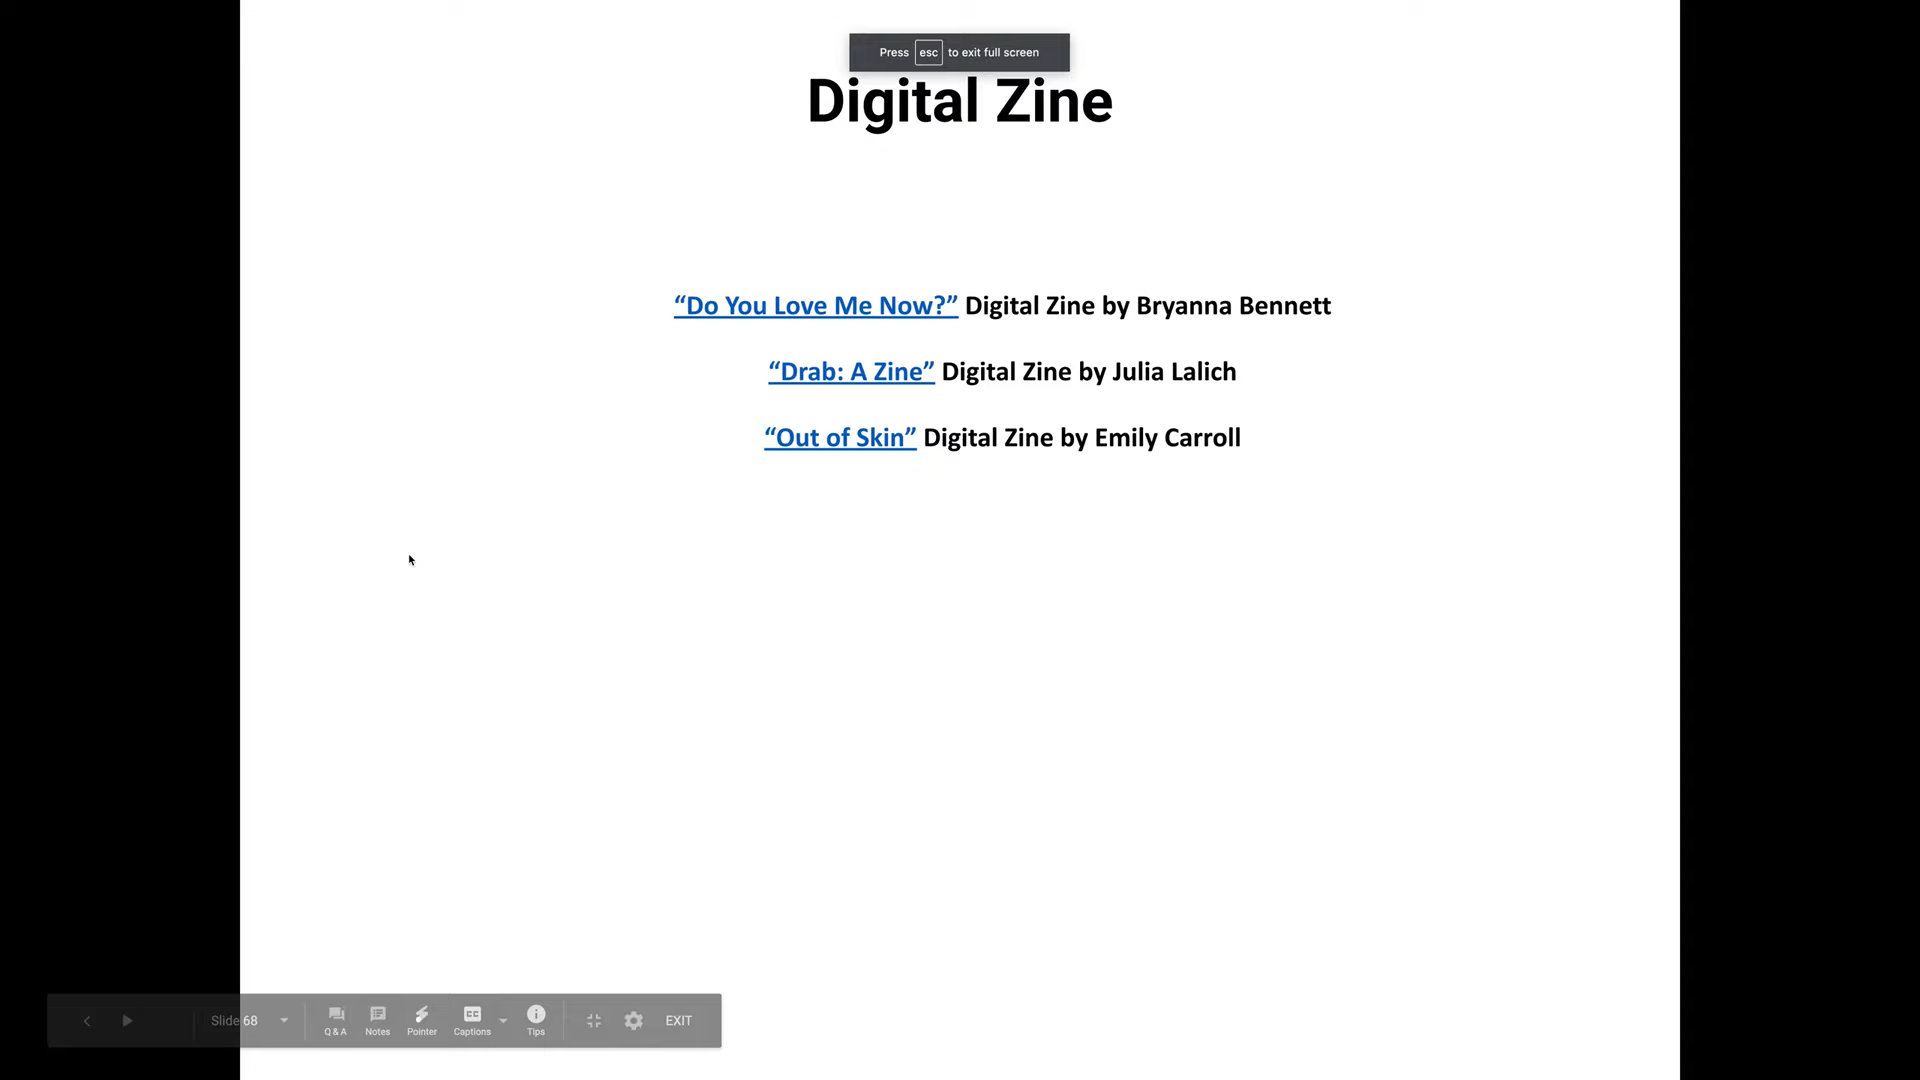 Press esc to exit full screen
Digital Zine
“Do You Love Me Now?” Digital Zine by Bryanna Bennett
“Drab: A Zine” Digital Zine by Julia Lalich
“Out of Skin” Digital Zine by Emily Carroll
Slide 68 Q & A Notes Pointer CC Captions Tips EXIT